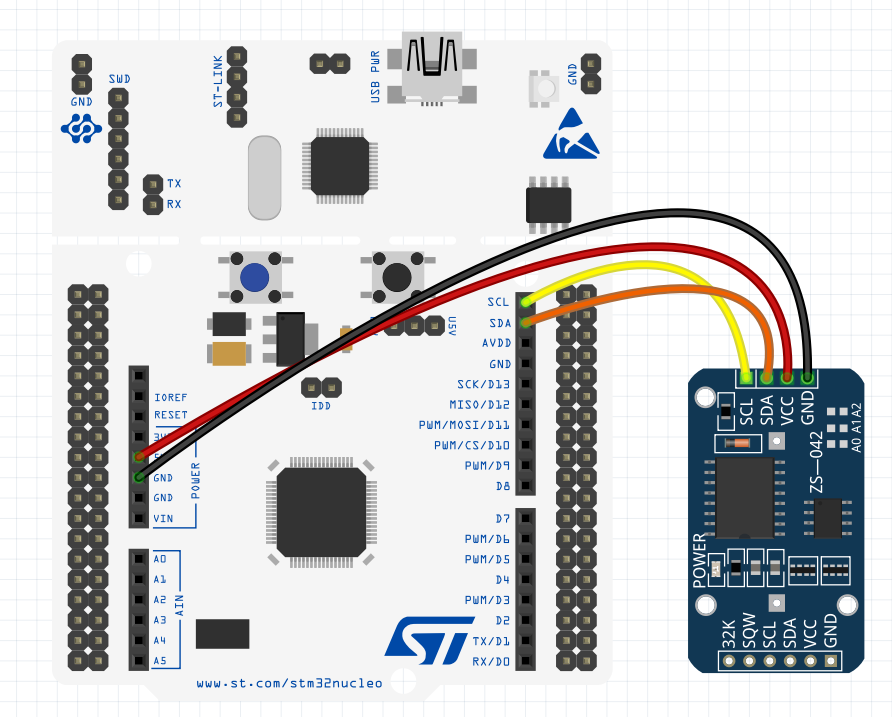 GND
SWD
ST-LINK
USB PWR
GND
TX
RX
U5V
IDD
IOREF
RESET
GND
GND
VIN
POWER
A0
A1
A2
A3
A4
A5
AIN
SCL
SDA
AVDD
GND
SCK/D13
MISO/D12
PWM/MOSI/D11
PWM/CS/D10
PWM/D9
D8
D7
PWM/D6
PWM/D5
D4
PWM/D3
D2
TX/D1
RX/D0
ST
www.st.com/stm32nucleo
SCL
SDA
VCC
GND
A0 A1 A2
ZS—042
POWER
32K
SQW
SCL
SDA
VCC
GND